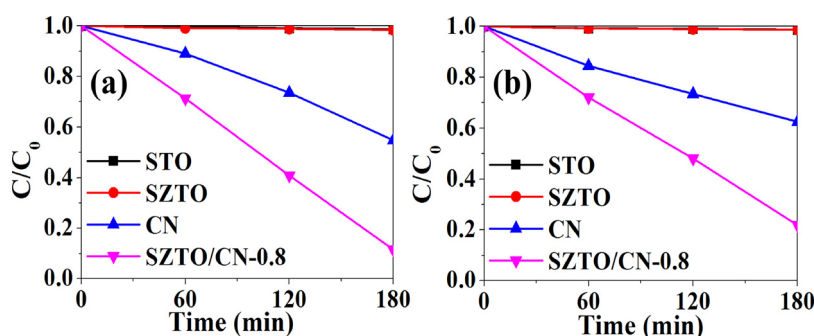 1.0
0.8
0.6
0.4
0.2
0.0
C/C0
(a)
STO
SZTO
CN
SZTO/CN-0.8
0 60 120 180
Time (min)
1.0
0.8
0.6
0.4
0.2
0.0
C/C0
(b)
STO
SZTO
CN
SZTO/CN-0.8
0 60 120 180
Time (min)